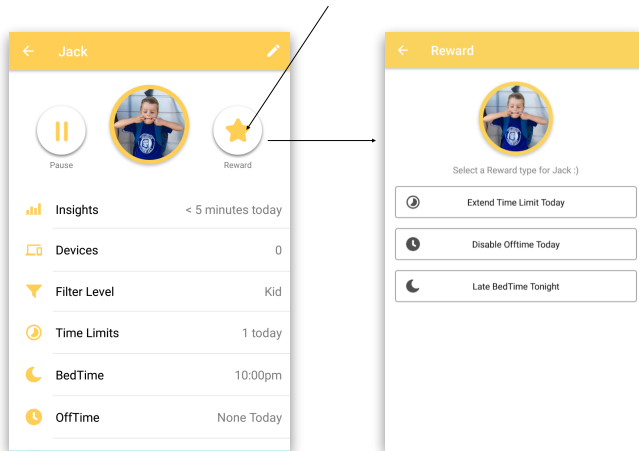 Jack
Pause
Reward
Insights < 5 minutes today
Devices 0
Filter Level Kid
Time Limits 1 today
BedTime 10:00pm
OffTime None Today
Reward
Select a Reward type for Jack :)
Extend Time Limit Today
Disable Offtime Today
Late BedTime Tonight